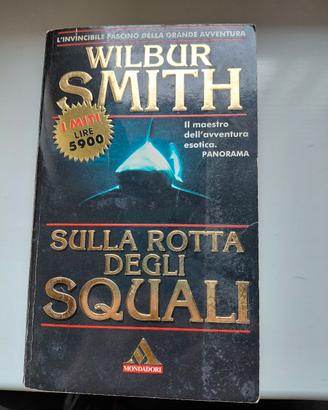 L'INVINCIBILE FASCINO DELLA GRANDE AVVENTURA
WILBUR
SMITH
I MITI
LIRE
5900
Il maestro
dell'avventura
esotica.
PANORAMA
SULLA ROTTA
DEGLI
SQUALI
MONDADORI